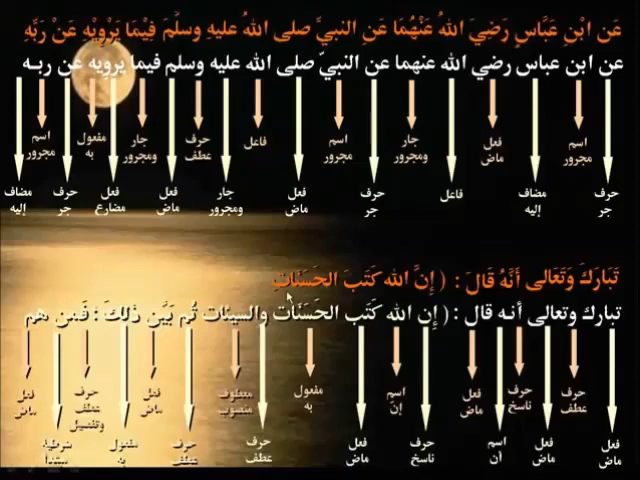 عَنِ ابْنِ عَبَّاسٍ رَضِيَ اللهُ عَنْهُمَا عَنِ النبيِّ صلى اللهُ عليهِ وسلَّمَ فِيمَا يَرْوِيْهِ عَنْ رَبِّهِ
عن ابن عباس رضي الله عنهما عن النبيّ صلى الله عليه وسلم فيما يرويه عن ربه
اسم مجرور فعل ماض جار ومجرور اسم مجرور فاعل حرف عطف جار ومجرور مفعول به اسم مجرور
حرف جر مضاف إليه فاعل حرف جر فعل ماض جار ومجرور فعل ماض فعل مضارع حرف جر مضاف إليه
تَبَارَكَ وَتَعَالى أَنَّهُ قَالَ : ( إِنَّ الله كَتَبَ الحَسَنَاتِ
تبارك وتعالى أنه قال : ( إن الله كتب الحسنات والسيئات ثم بين ذلك : فمن هم
حرف عطف حرف ناسخ فعل ماض اسم إن مفعول به معطوف منصوب فعل ماض حرف عطف وتفصيل فعل ماض
فعل ماض فعل ماض اسم أن حرف ناسخ فعل ماض حرف عطف حرف عطف مفعول به شرطية مبتدأ